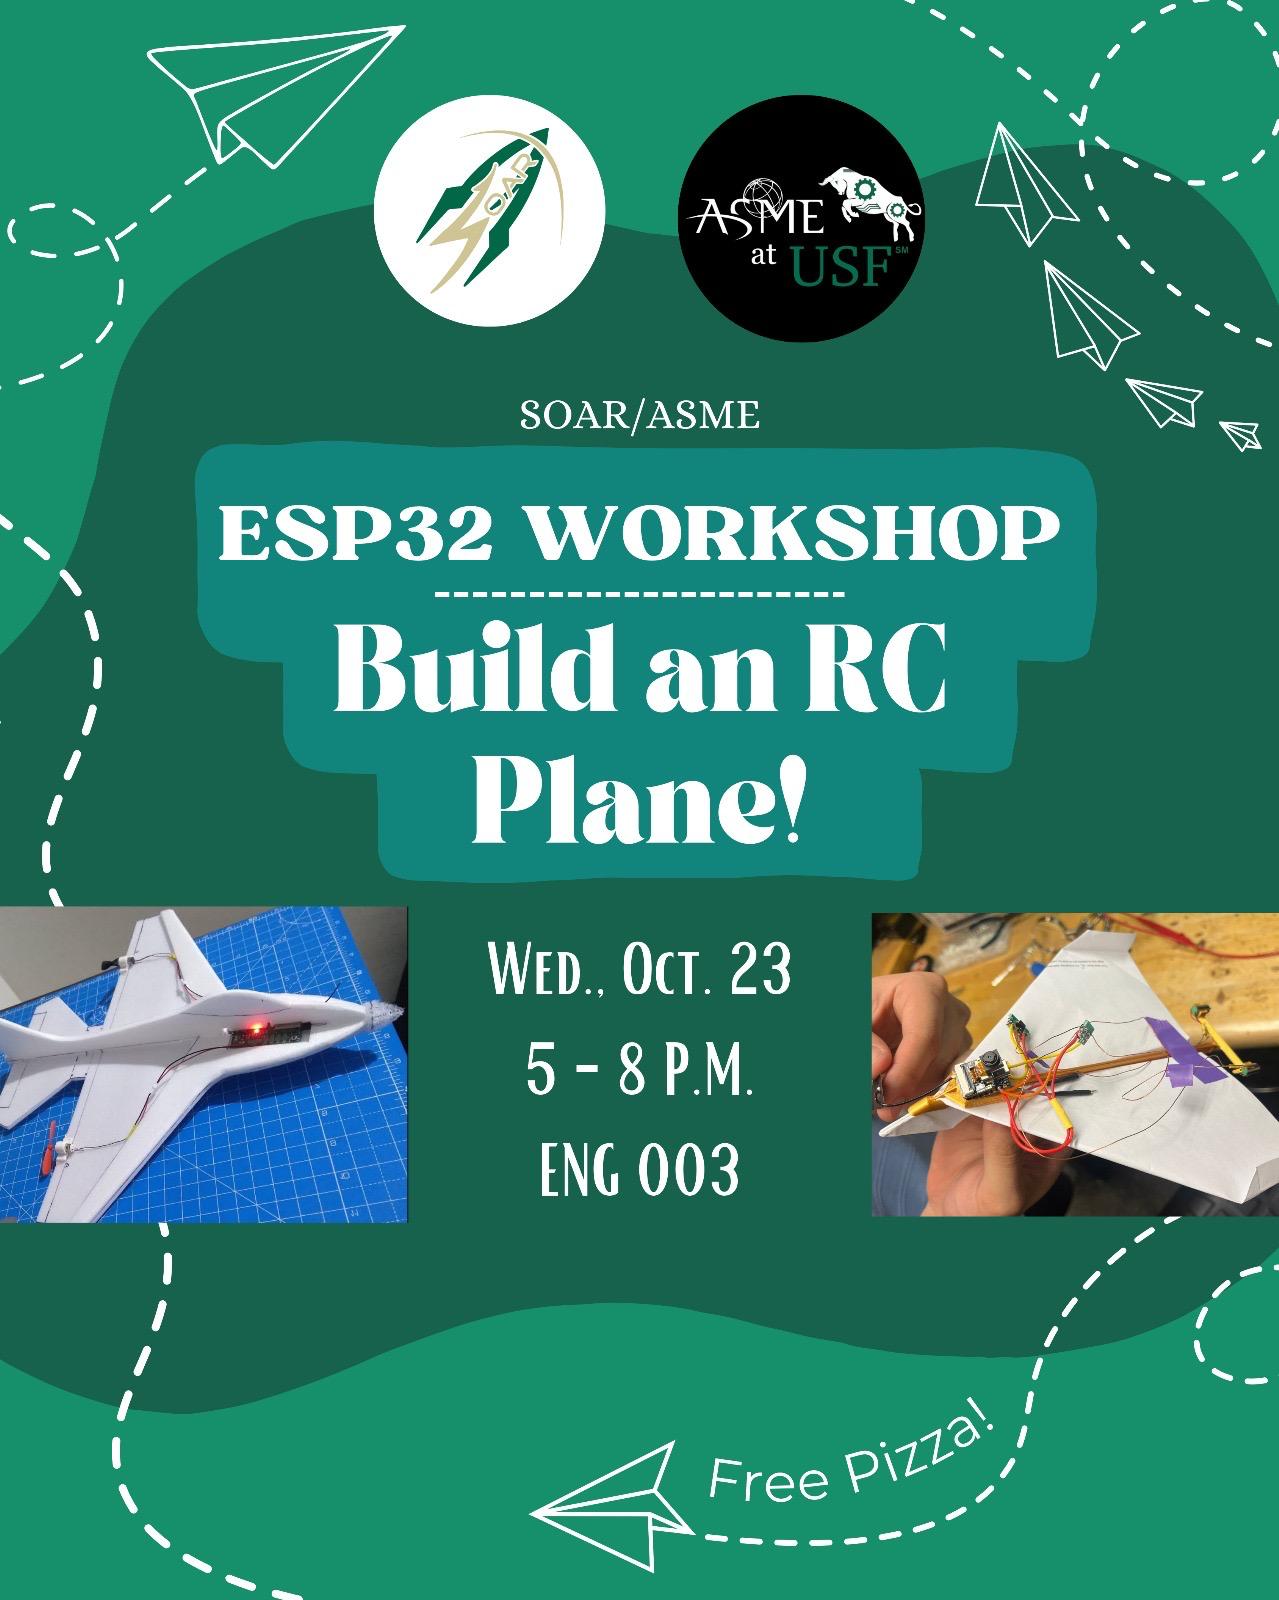 SOAR
ASME
at USF SM
SOAR/ASME
ESP32 WORKSHOP
Build an RC
Plane!
WED., OCT. 23
5 - 8 P.M.
ENG 003
Free Pizza!